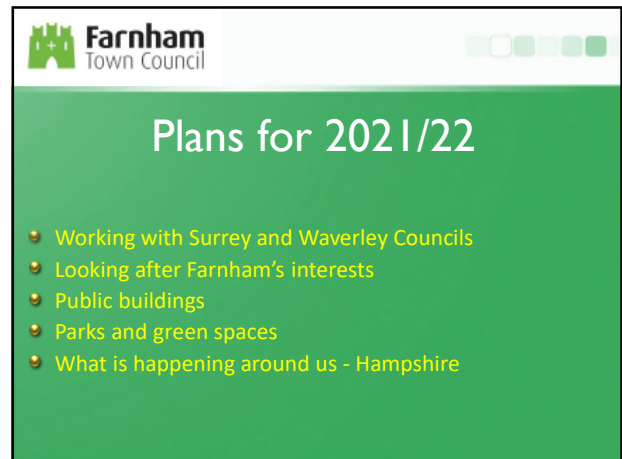 Farnham
Town Council
Plans for 2021/22
Working with Surrey and Waverley Councils
Looking after Farnham's interests
Public buildings
Parks and green spaces
What is happening around us - Hampshire